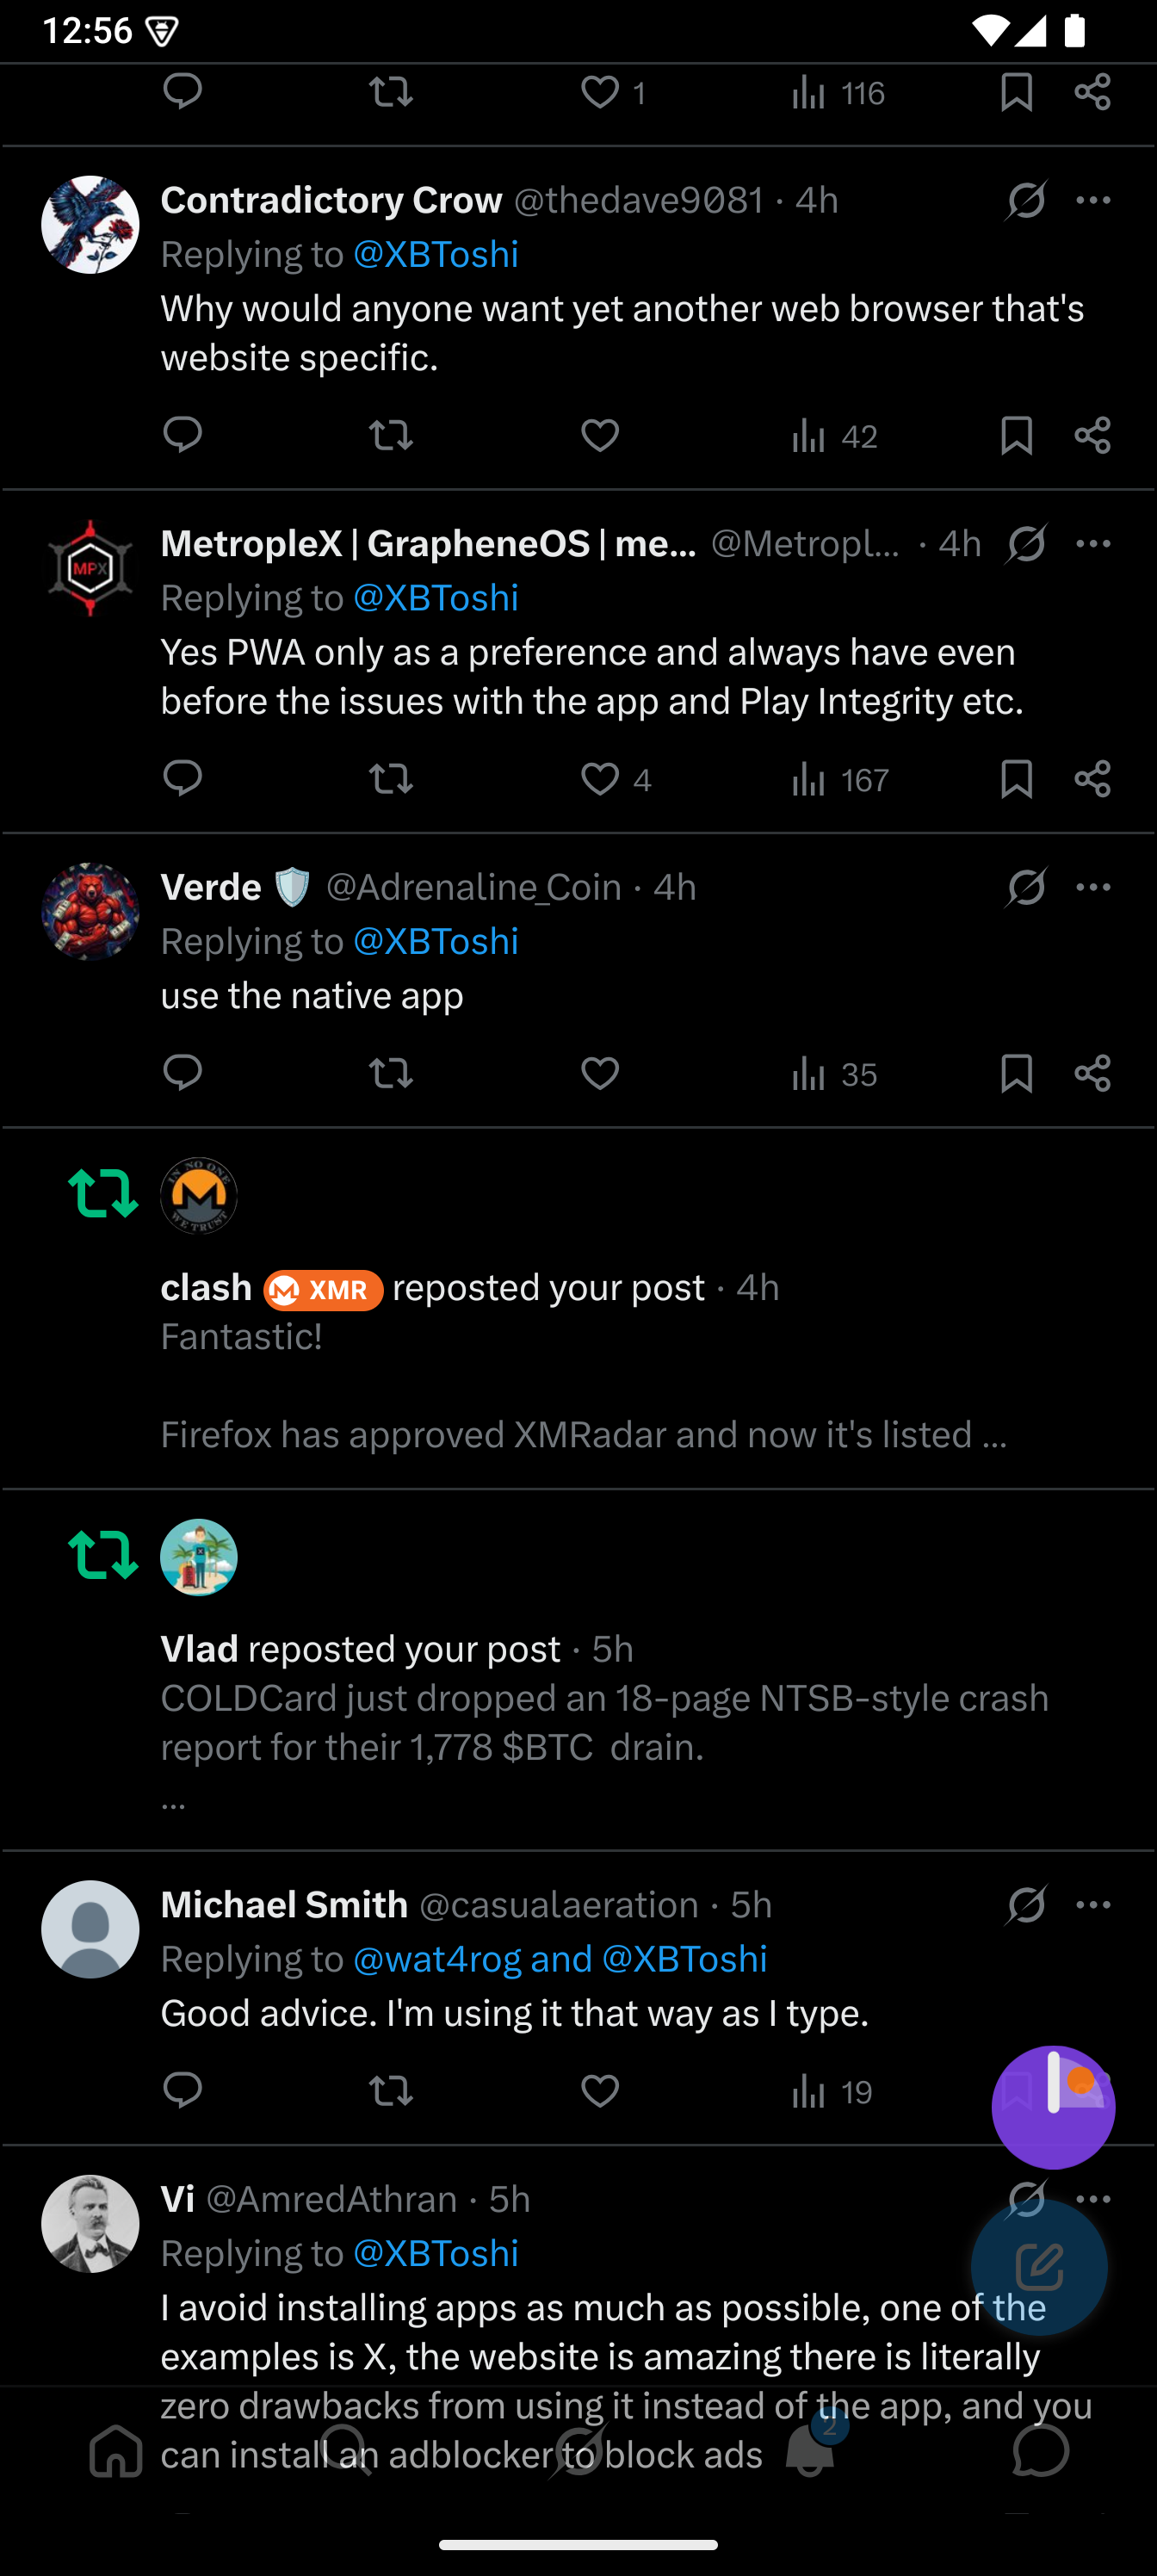 12:56
1 116
Contradictory Crow @thedave9081 · 4h
Replying to @XBToshi
Why would anyone want yet another web browser that's
website specific.
42
MetropleX | GrapheneOS | me... @Metropl... · 4h
MPX
Replying to @XBToshi
Yes PWA only as a preference and always have even
before the issues with the app and Play Integrity etc.
4 167
Verde @Adrenaline_Coin · 4h
Replying to @XBToshi
use the native app
35
IN NO ONE
WE TRUST
clash XMR reposted your post · 4h
Fantastic!
Firefox has approved XMRadar and now it's listed ...
Vlad reposted your post · 5h
COLDCard just dropped an 18-page NTSB-style crash
report for their 1,778 $BTC drain.
...
Michael Smith @casualaeration · 5h
Replying to @wat4rog and @XBToshi
Good advice. I'm using it that way as I type.
19
Vi @AmredAthran · 5h
Replying to @XBToshi
I avoid installing apps as much as possible, one of the
examples is X, the website is amazing there is literally
zero drawbacks from using it instead of the app, and you
can install an adblocker to block ads
2